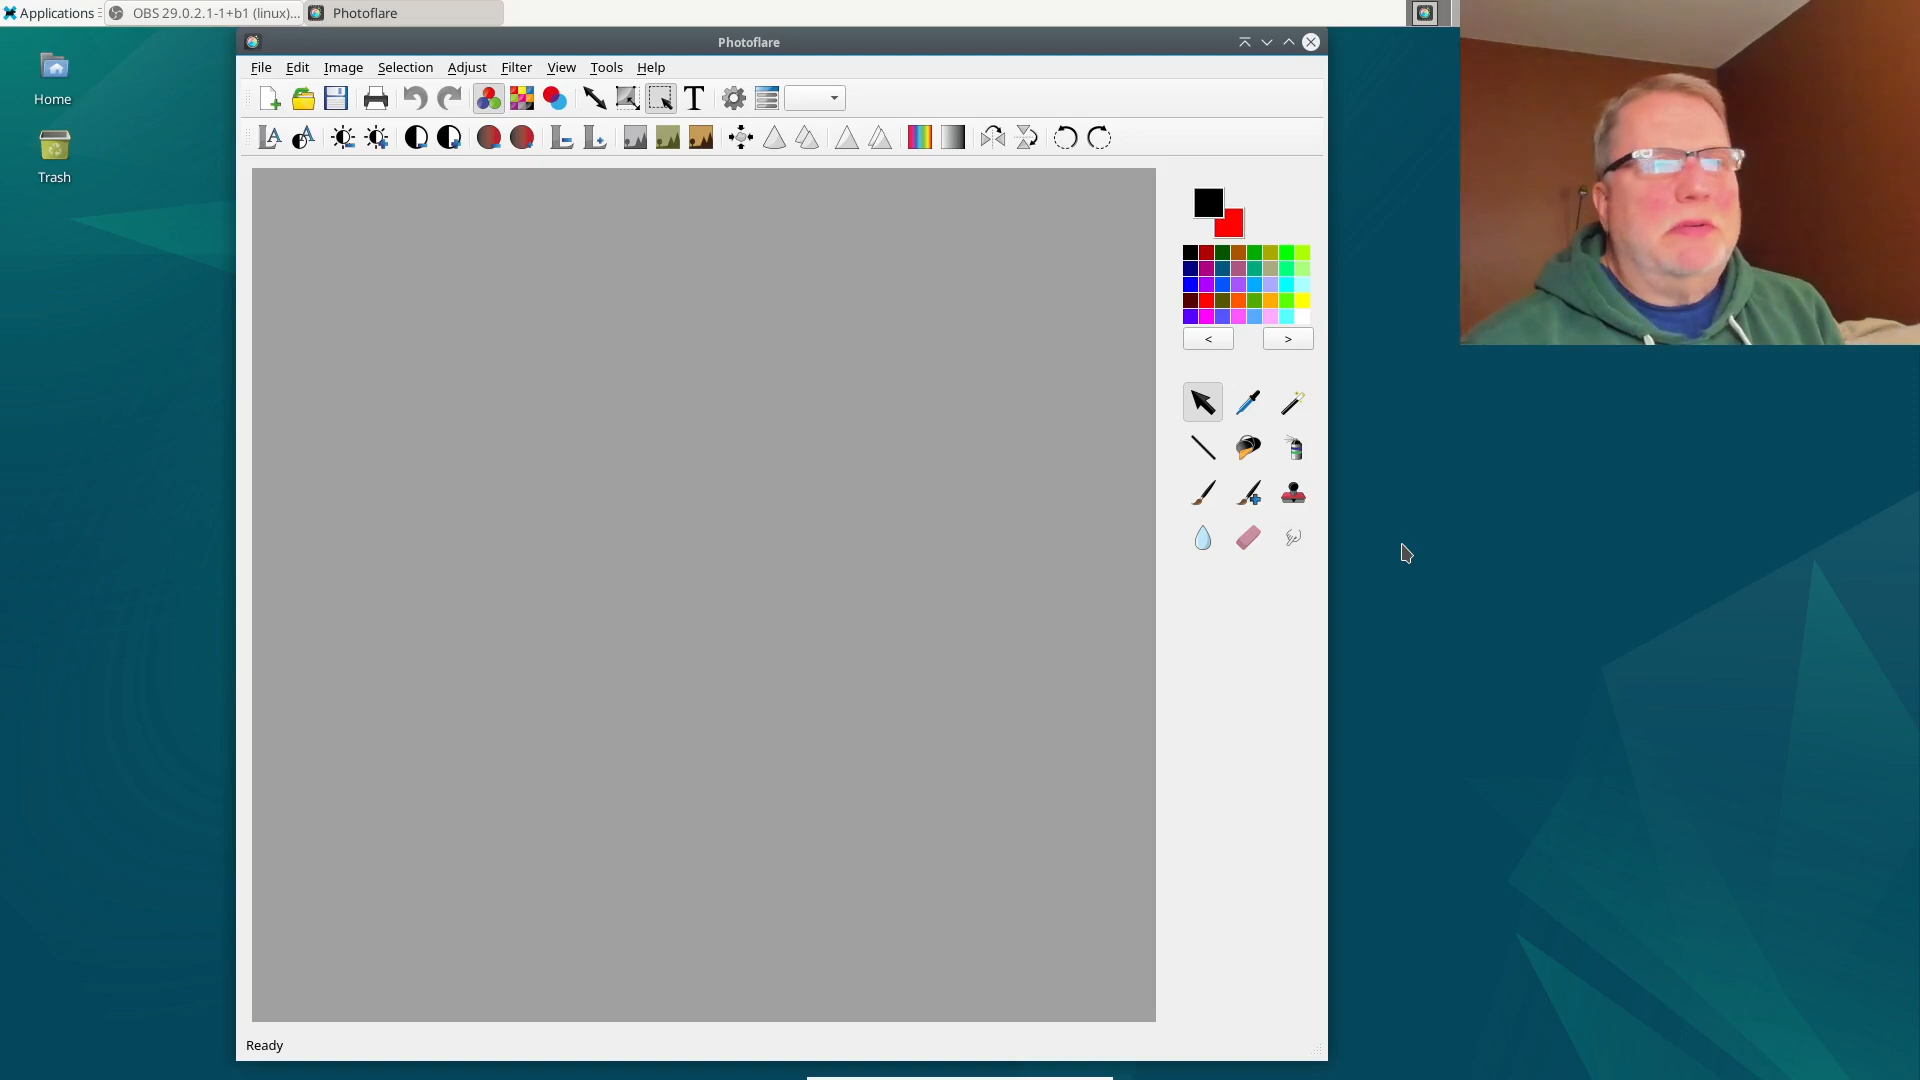 Applications
OBS 29.0.2.1-1+b1 (linux)...
Photoflare
Photoflare
File Edit Image Selection Adjust Filter View Tools Help
Home
Trash
< >
Ready